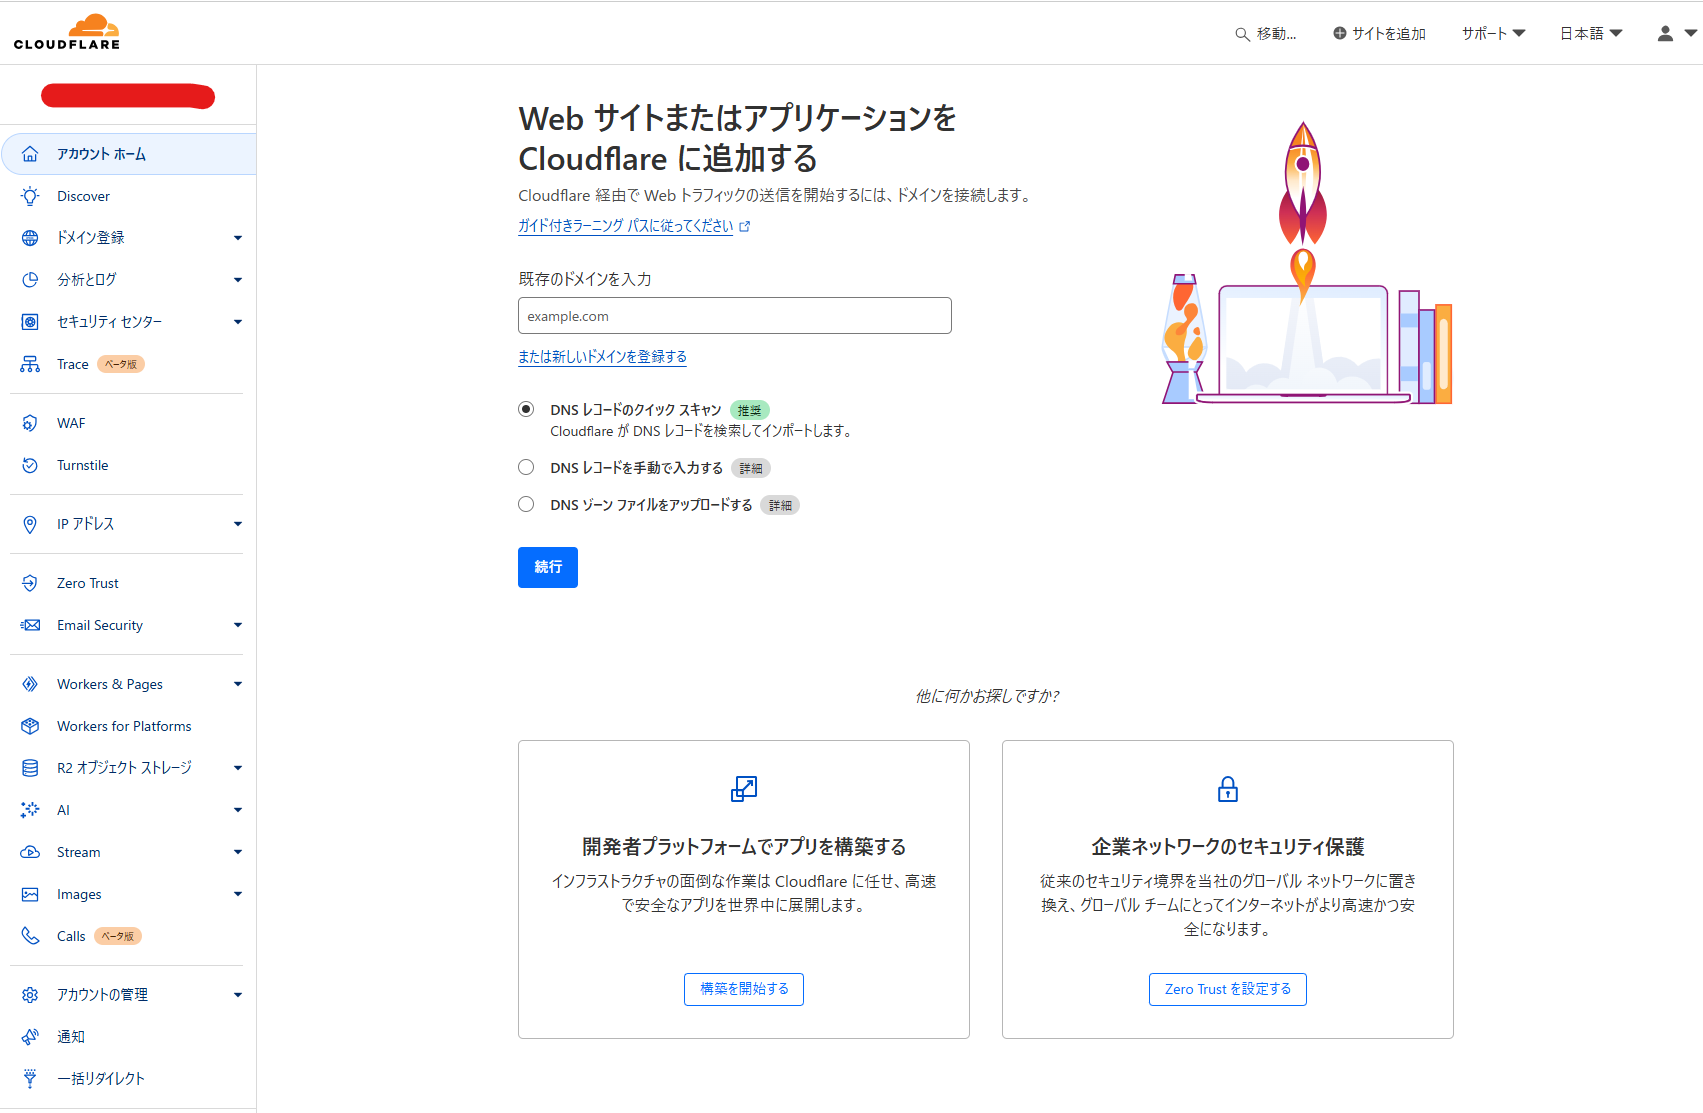 CLOUDFLARE
移動...
サイトを追加
サポート
日本語
アカウント ホーム
Discover
ドメイン登録
分析とログ
セキュリティ センター
Trace ベータ版
WAF
Turnstile
IP アドレス
Zero Trust
Email Security
Workers & Pages
Workers for Platforms
R2 オブジェクト ストレージ
AI
Stream
Images
Calls ベータ版
アカウントの管理
通知
一括リダイレクト
Web サイトまたはアプリケーションを
Cloudflare に追加する
Cloudflare 経由で Web トラフィックの送信を開始するには、ドメインを接続します。
ガイド付きラーニング パスに従ってください
既存のドメインを入力
example.com
または新しいドメインを登録する
DNS レコードのクイック スキャン 推奨
Cloudflare が DNS レコードを検索してインポートします。
DNS レコードを手動で入力する 詳細
DNS ゾーン ファイルをアップロードする 詳細
続行
他に何かお探しですか?
開発者プラットフォームでアプリを構築する
インフラストラクチャの面倒な作業は Cloudflare に任せ、高速
で安全なアプリを世界中に展開します。
構築を開始する
企業ネットワークのセキュリティ保護
従来のセキュリティ境界を当社のグローバル ネットワークに置き
換え、グローバル チームにとってインターネットがより高速かつ安
全になります。
Zero Trust を設定する